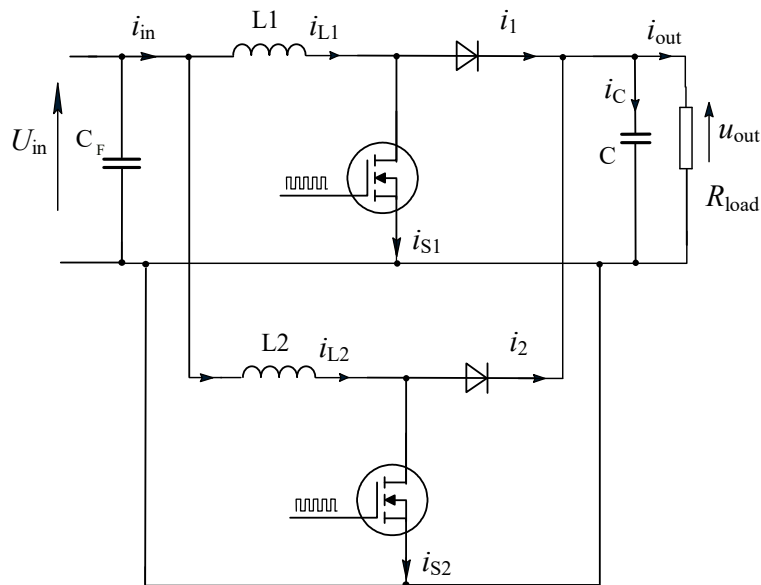 L1
i_in
i_L1
i_1
i_out
U_in
C_F
i_C
C
u_out
R_load
i_S1
L2
i_L2
i_2
i_S2